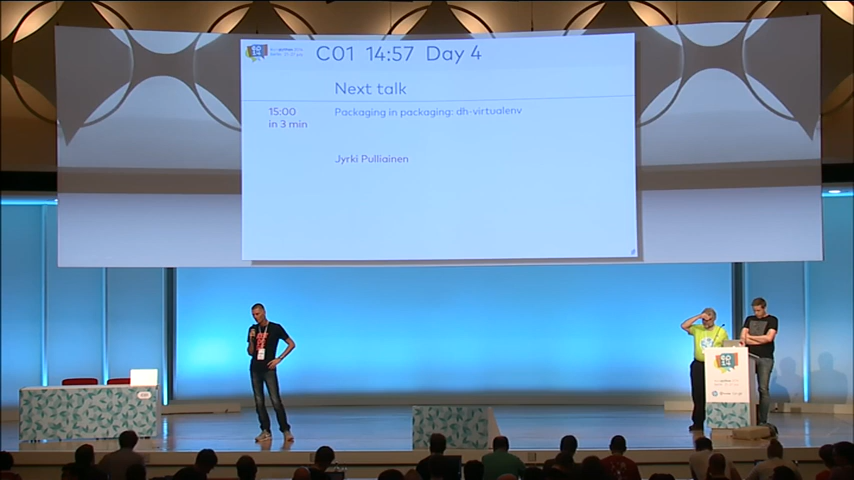 C01 14:57 Day 4
Next talk
15:00
in 3 min
Packaging in packaging: dh-virtualenv
Jyrki Pulliainen